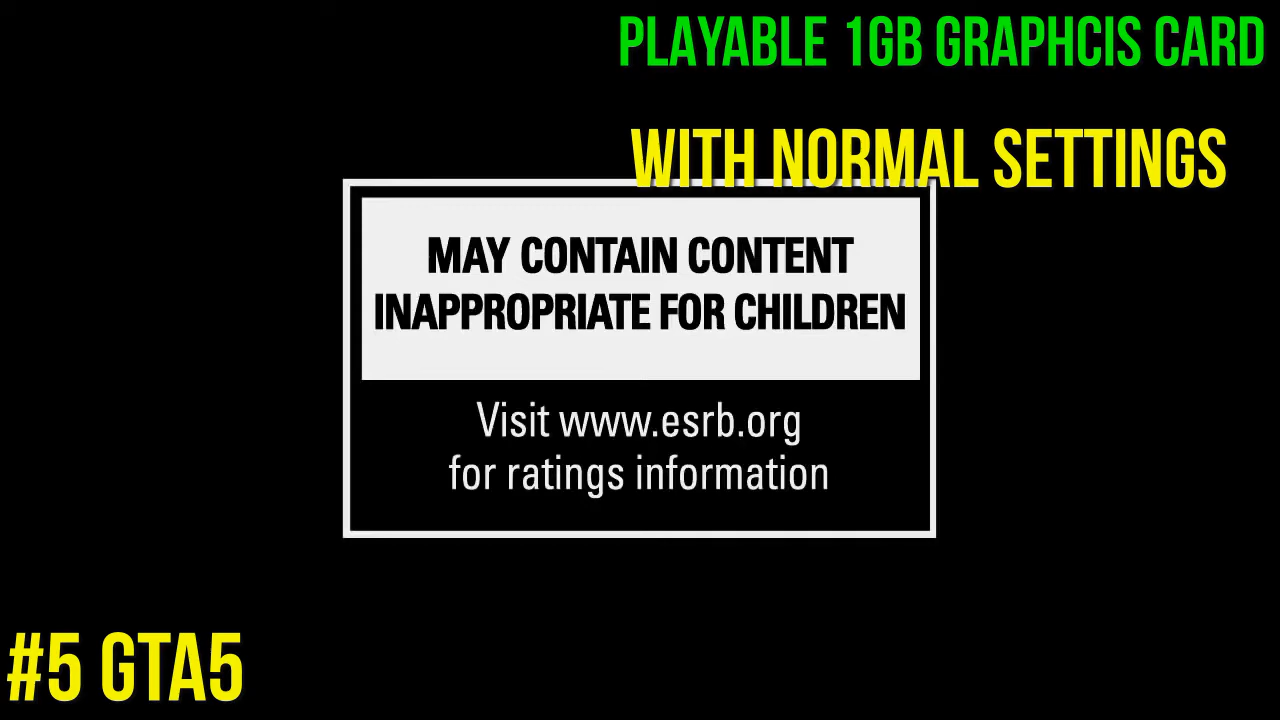 PLAYABLE 1GB GRAPHCIS CARD
WITH NORMAL SETTINGS
MAY CONTAIN CONTENT
INAPPROPRIATE FOR CHILDREN
Visit www.esrb.org
for ratings information
#5 GTA5